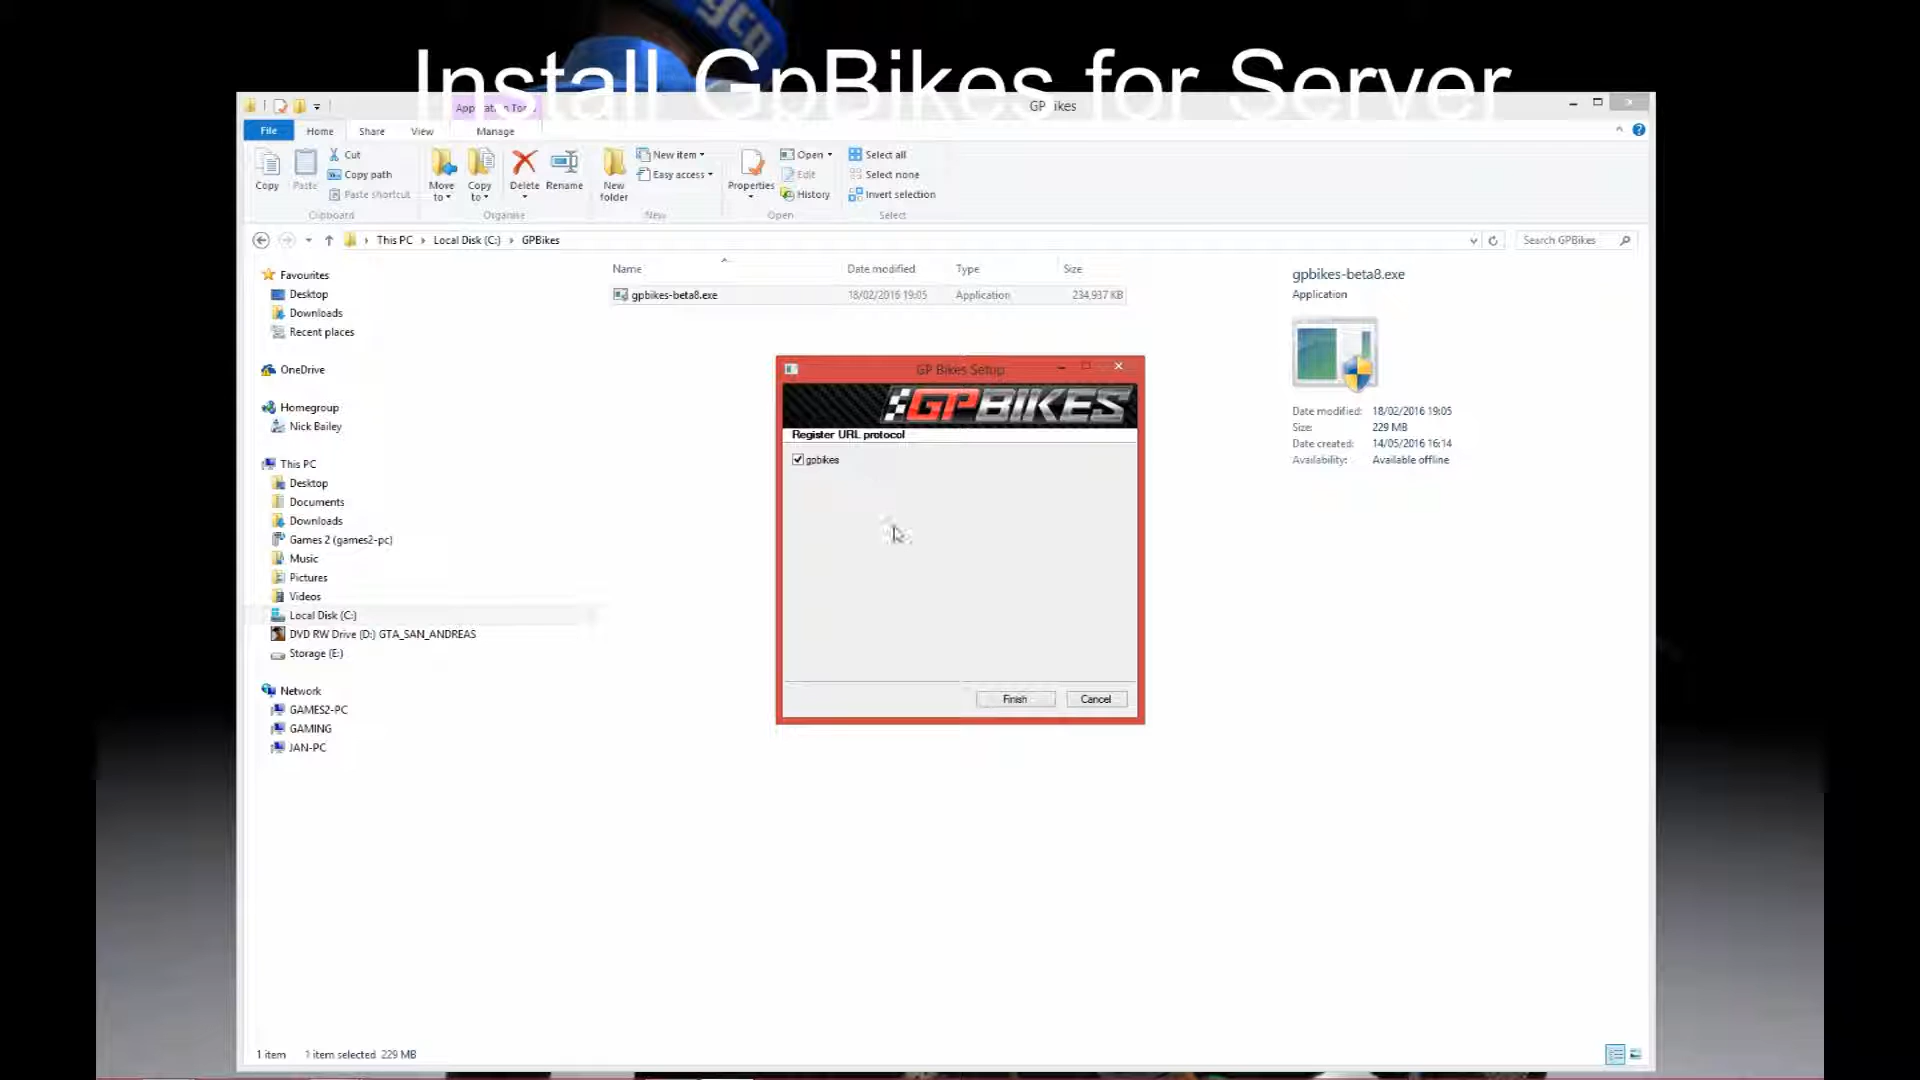 yco
Install GpBikes for Server
GPBikes
File
Home
Share
View
Manage
Copy
Paste
Cut
Copy path
Paste shortcut
Clipboard
Move to
Copy to
Delete
Rename
Organise
New folder
New item
Easy access
New
Properties
Open
Edit
History
Open
Select all
Select none
Invert selection
Select
This PC
Local Disk (C:)
GPBikes
Search GPBikes
Favourites
Desktop
Downloads
Recent places
OneDrive
Homegroup
Nick Bailey
This PC
Desktop
Documents
Downloads
Games 2 (games2-pc)
Music
Pictures
Videos
Local Disk (C:)
DVD RW Drive (D:) GTA_SAN_ANDREAS
Storage (E:)
Network
GAMES2-PC
GAMING
JAN-PC
Name Date modified Type Size
gpbikes-beta8.exe 18/02/2016 19:05 Application 234,937 KB
GP Bikes Setup
GPBIKES
Register URL protocol
gpbikes
Finish
Cancel
gpbikes-beta8.exe
Application
Date modified: 18/02/2016 19:05
Size: 229 MB
Date created: 14/05/2016 16:14
Availability: Available offline
1 item 1 item selected 229 MB